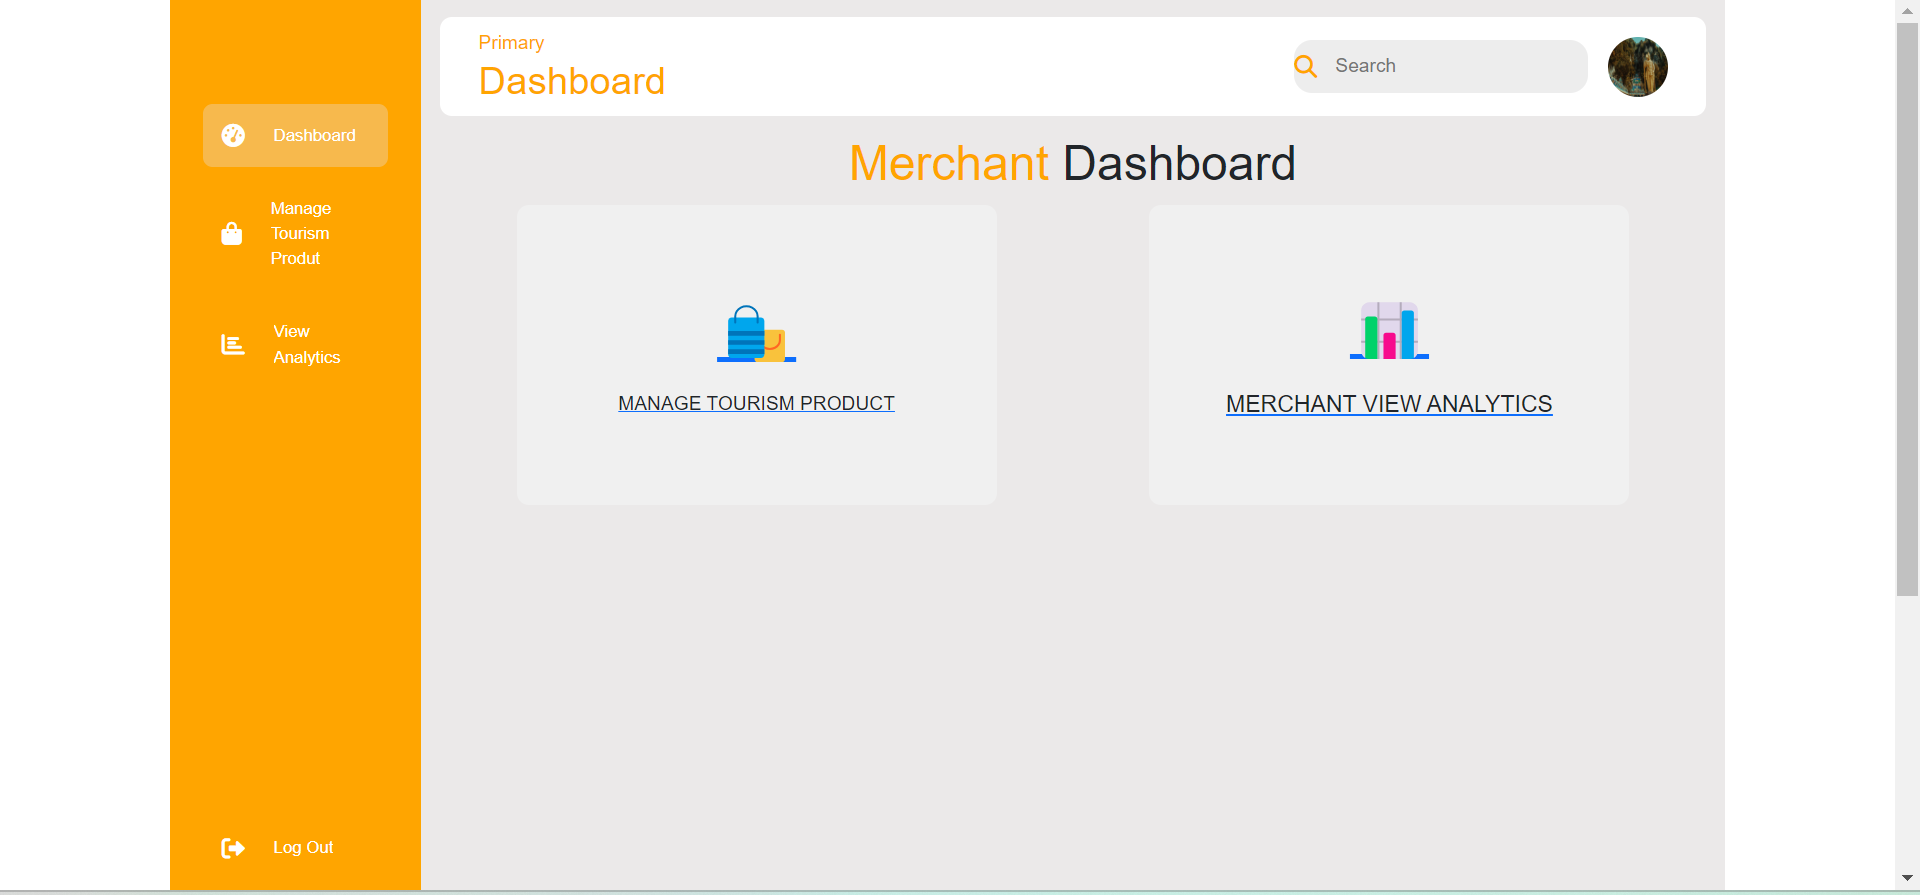 Dashboard
Manage
Tourism
Produt
View
Analytics
Log Out
Primary
Dashboard
Search
Merchant Dashboard
MANAGE TOURISM PRODUCT
MERCHANT VIEW ANALYTICS